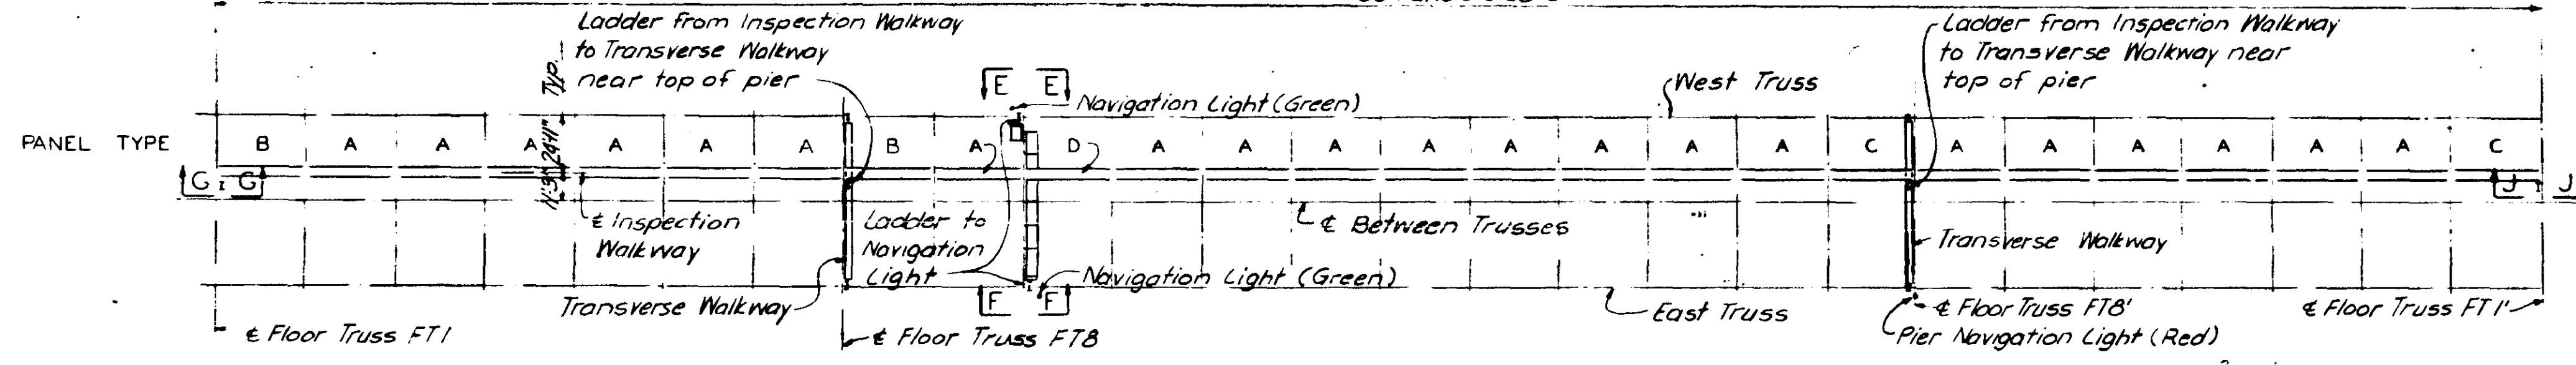 Ladder from Inspection Walkway
to Transverse Walkway
near top of pier
Typ.
E E
Navigation Light (Green)
West Truss
Ladder from Inspection Walkway
to Transverse Walkway near
top of pier
PANEL TYPE B A A A A A A B A D A A A A A A A A C A A A A A A C
G G
11'-3"
J J
℄ Inspection
Walkway
Ladder to
Navigation
Light
℄ Between Trusses
Transverse Walkway
Transverse Walkway
F F
Navigation Light (Green)
East Truss
℄ Floor Truss FT1
℄ Floor Truss FT8
℄ Floor Truss FT8'
Pier Navigation Light (Red)
℄ Floor Truss FT1'